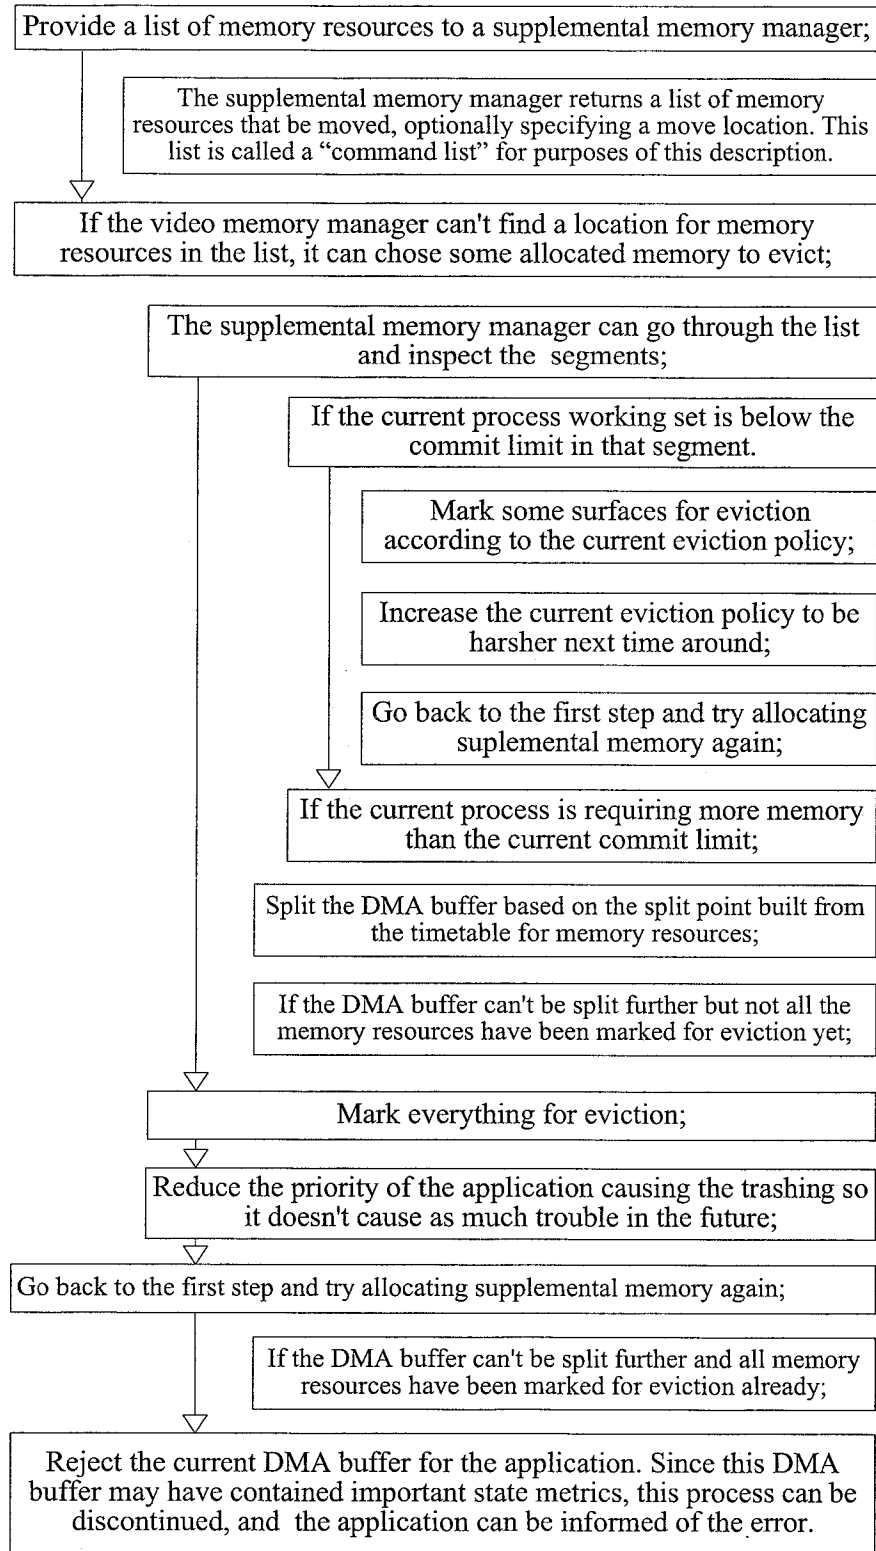 Provide a list of memory resources to a supplemental memory manager;
The supplemental memory manager returns a list of memory
resources that be moved, optionally specifying a move location. This
list is called a “command list” for purposes of this description.
If the video memory manager can't find a location for memory
resources in the list, it can chose some allocated memory to evict;
The supplemental memory manager can go through the list
and inspect the segments;
If the current process working set is below the
commit limit in that segment.
Mark some surfaces for eviction
according to the current eviction policy;
Increase the current eviction policy to be
harsher next time around;
Go back to the first step and try allocating
suplemental memory again;
If the current process is requiring more memory
than the current commit limit;
Split the DMA buffer based on the split point built from
the timetable for memory resources;
If the DMA buffer can't be split further but not all the
memory resources have been marked for eviction yet;
Mark everything for eviction;
Reduce the priority of the application causing the trashing so
it doesn't cause as much trouble in the future;
Go back to the first step and try allocating supplemental memory again;
If the DMA buffer can't be split further and all memory
resources have been marked for eviction already;
Reject the current DMA buffer for the application. Since this DMA
buffer may have contained important state metrics, this process can be
discontinued, and the application can be informed of the error.